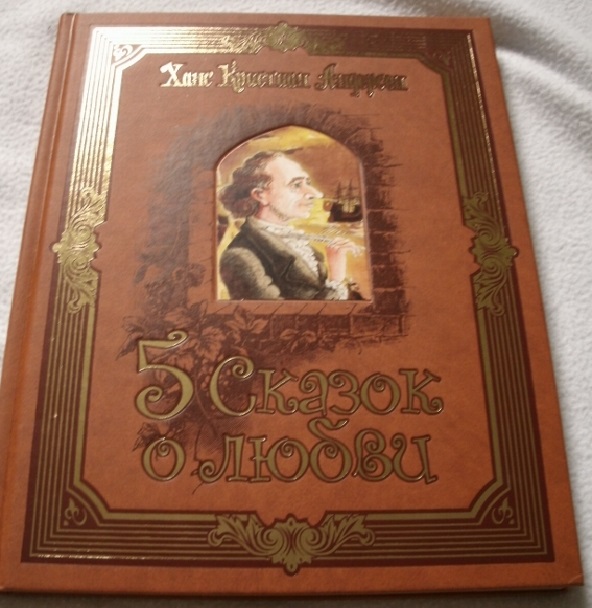 Ханс Кристиан Андерсен
5 Сказок
о любви